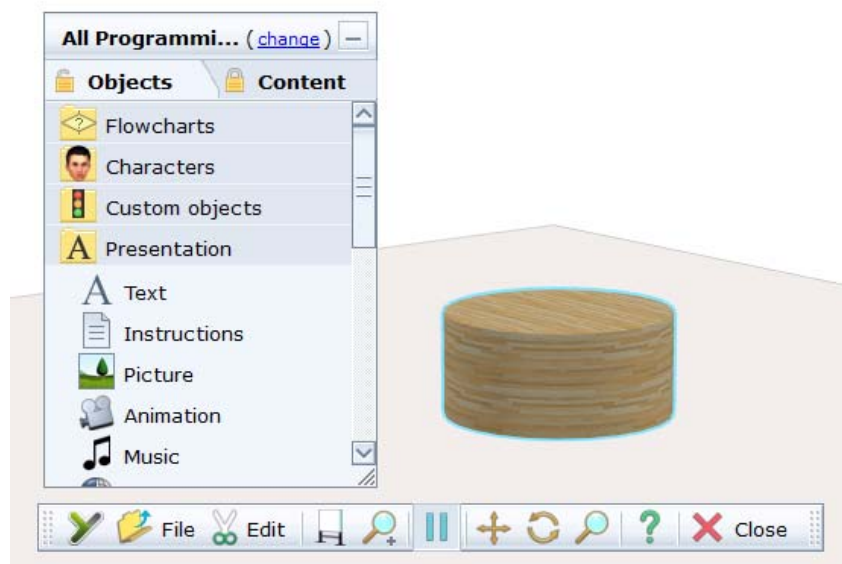 All Programmi... ( change )
Objects Content
Flowcharts
Characters
Custom objects
A Presentation
A Text
Instructions
Picture
Animation
Music
File Edit ? Close